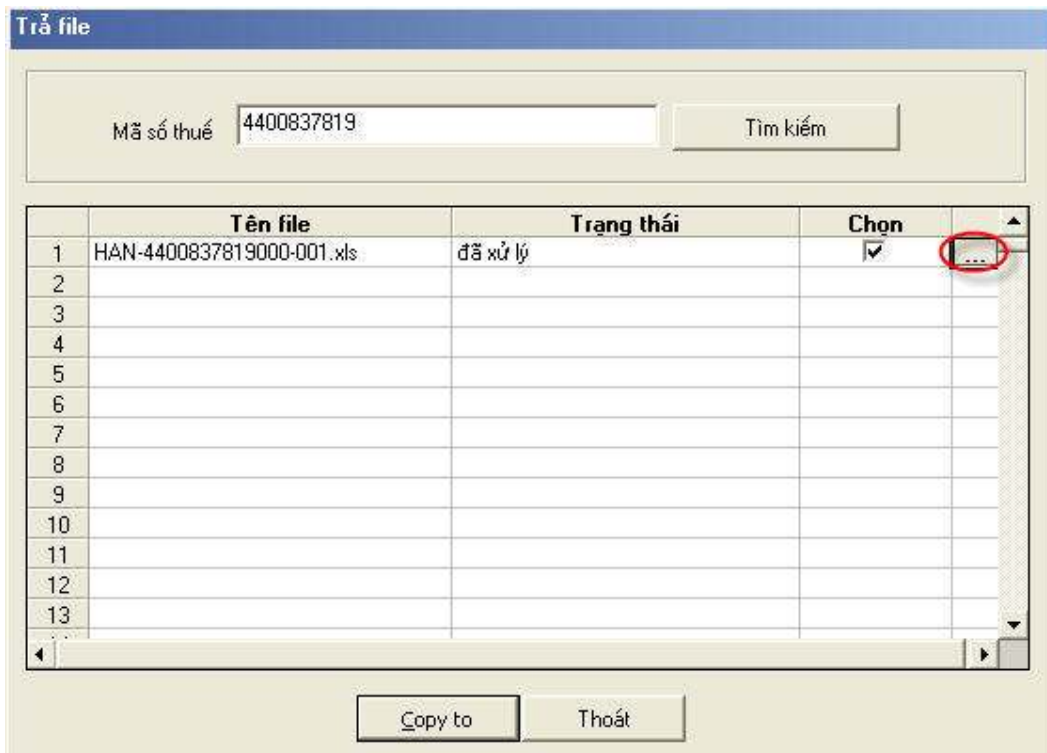 Trả file
Mã số thuế 4400837819 Tìm kiếm
Tên file Trạng thái Chọn
1 HAN-4400837819000-001.xls đã xử lý ...
2
3
4
5
6
7
8
9
10
11
12
13
Copy to Thoát